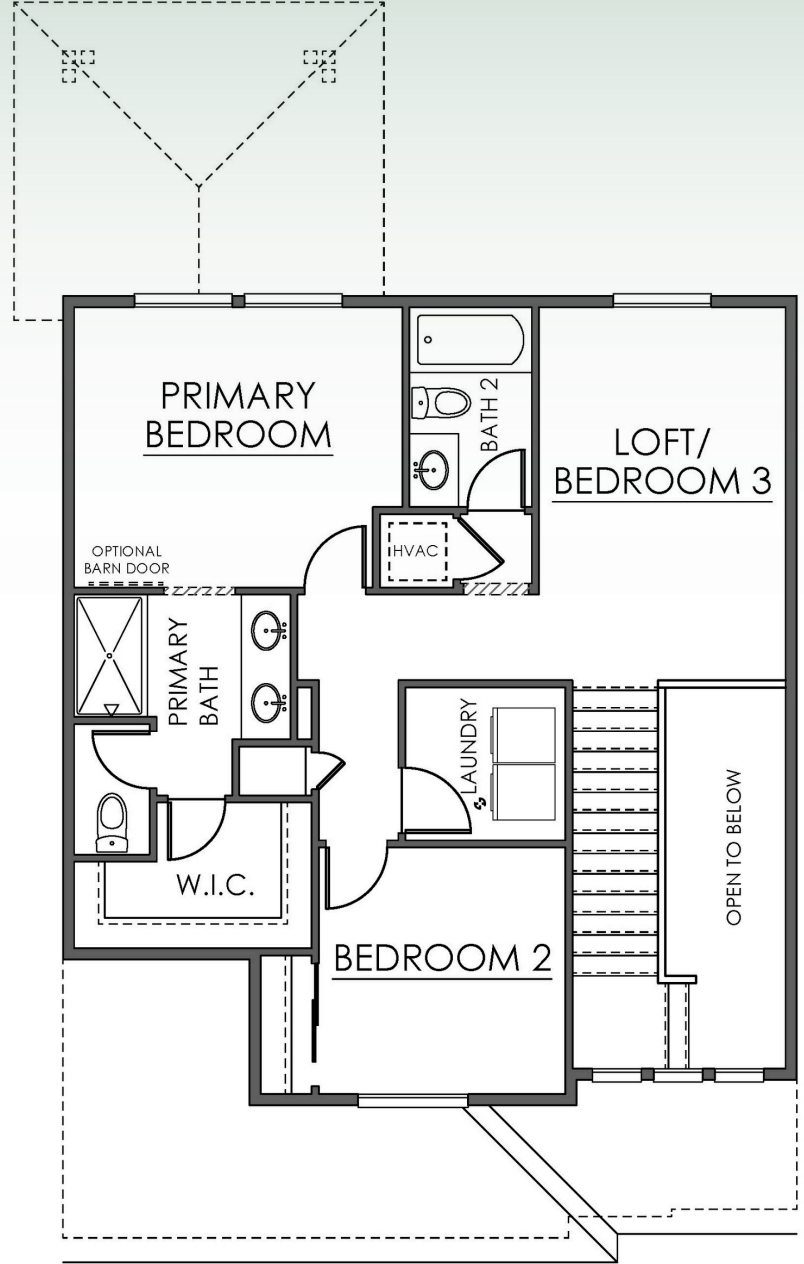 PRIMARY
BEDROOM
BATH 2
LOFT/
BEDROOM 3
OPTIONAL
BARN DOOR
HVAC
PRIMARY
BATH
LAUNDRY
OPEN TO BELOW
W.I.C.
BEDROOM 2